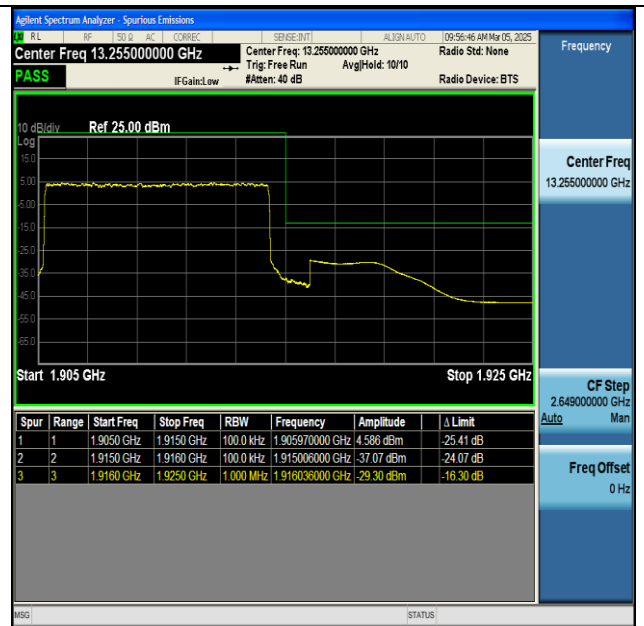 Agilent Spectrum Analyzer - Spurious Emissions
RL RF 50 Ω AC CORREC SENSE:INT ALIGN AUTO 09:56:46 AM Mar 05, 2025
Center Freq 13.255000000 GHz
Center Freq: 13.255000000 GHz
Radio Std: None
Trig: Free Run Avg|Hold: 10/10
PASS
IFGain:Low
#Atten: 40 dB
Radio Device: BTS
10 dB/div Ref 25.00 dBm
Log
15.0
5.00
-5.00
-15.0
-25.0
-35.0
-45.0
-55.0
-65.0
Start 1.905 GHz Stop 1.925 GHz
Spur Range Start Freq Stop Freq RBW Frequency Amplitude Δ Limit
1 1 1.9050 GHz 1.9150 GHz 100.0 kHz 1.905970000 GHz 4.586 dBm -25.41 dB
2 2 1.9150 GHz 1.9160 GHz 100.0 kHz 1.915006000 GHz -37.07 dBm -24.07 dB
3 3 1.9160 GHz 1.9250 GHz 1.000 MHz 1.916036000 GHz -29.30 dBm -16.30 dB
MSG STATUS
Frequency
Center Freq
13.255000000 GHz
CF Step
2.649000000 GHz
Auto Man
Freq Offset
0 Hz